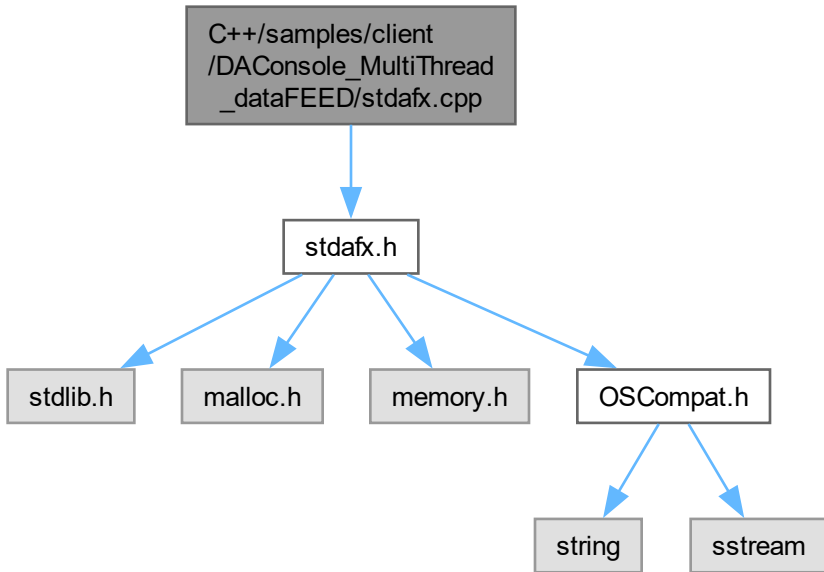 C++/samples/client
/DAConsole_MultiThread
_dataFEED/stdafx.cpp
stdafx.h
stdlib.h
malloc.h
memory.h
OSCompat.h
string
sstream